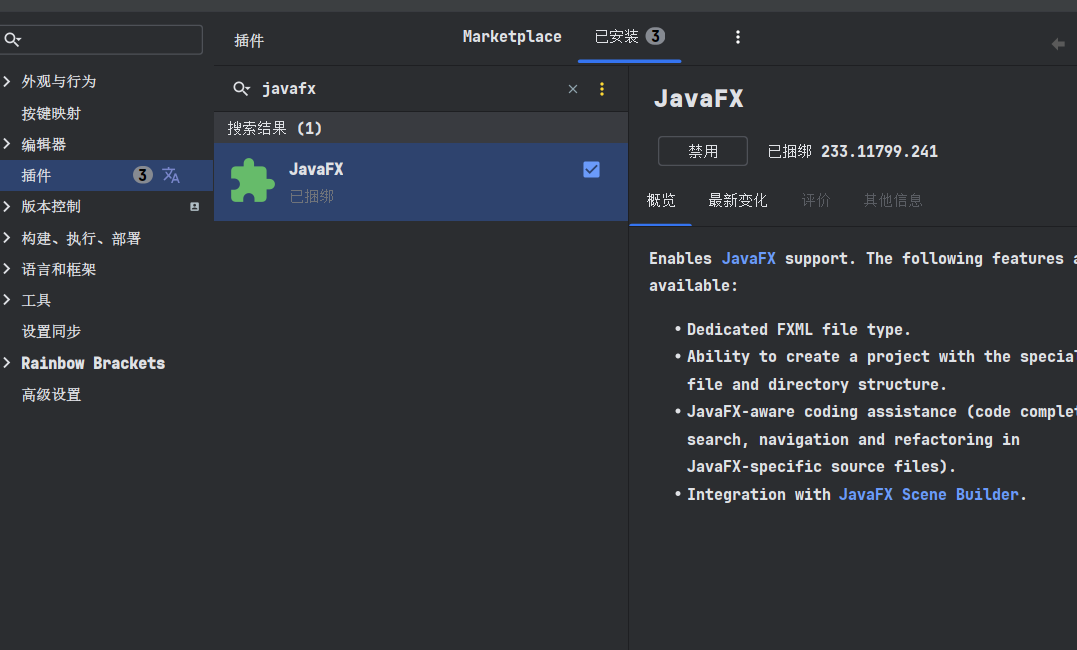 插件
Marketplace
已安装 3
外观与行为
按键映射
编辑器
插件 3
版本控制
构建、执行、部署
语言和框架
工具
设置同步
Rainbow Brackets
高级设置
javafx
搜索结果 (1)
JavaFX
已捆绑
JavaFX
禁用 已捆绑 233.11799.241
概览 最新变化 评价 其他信息
Enables JavaFX support. The following features a
available:
• Dedicated FXML file type.
• Ability to create a project with the special
file and directory structure.
• JavaFX-aware coding assistance (code complet
search, navigation and refactoring in
JavaFX-specific source files).
• Integration with JavaFX Scene Builder.